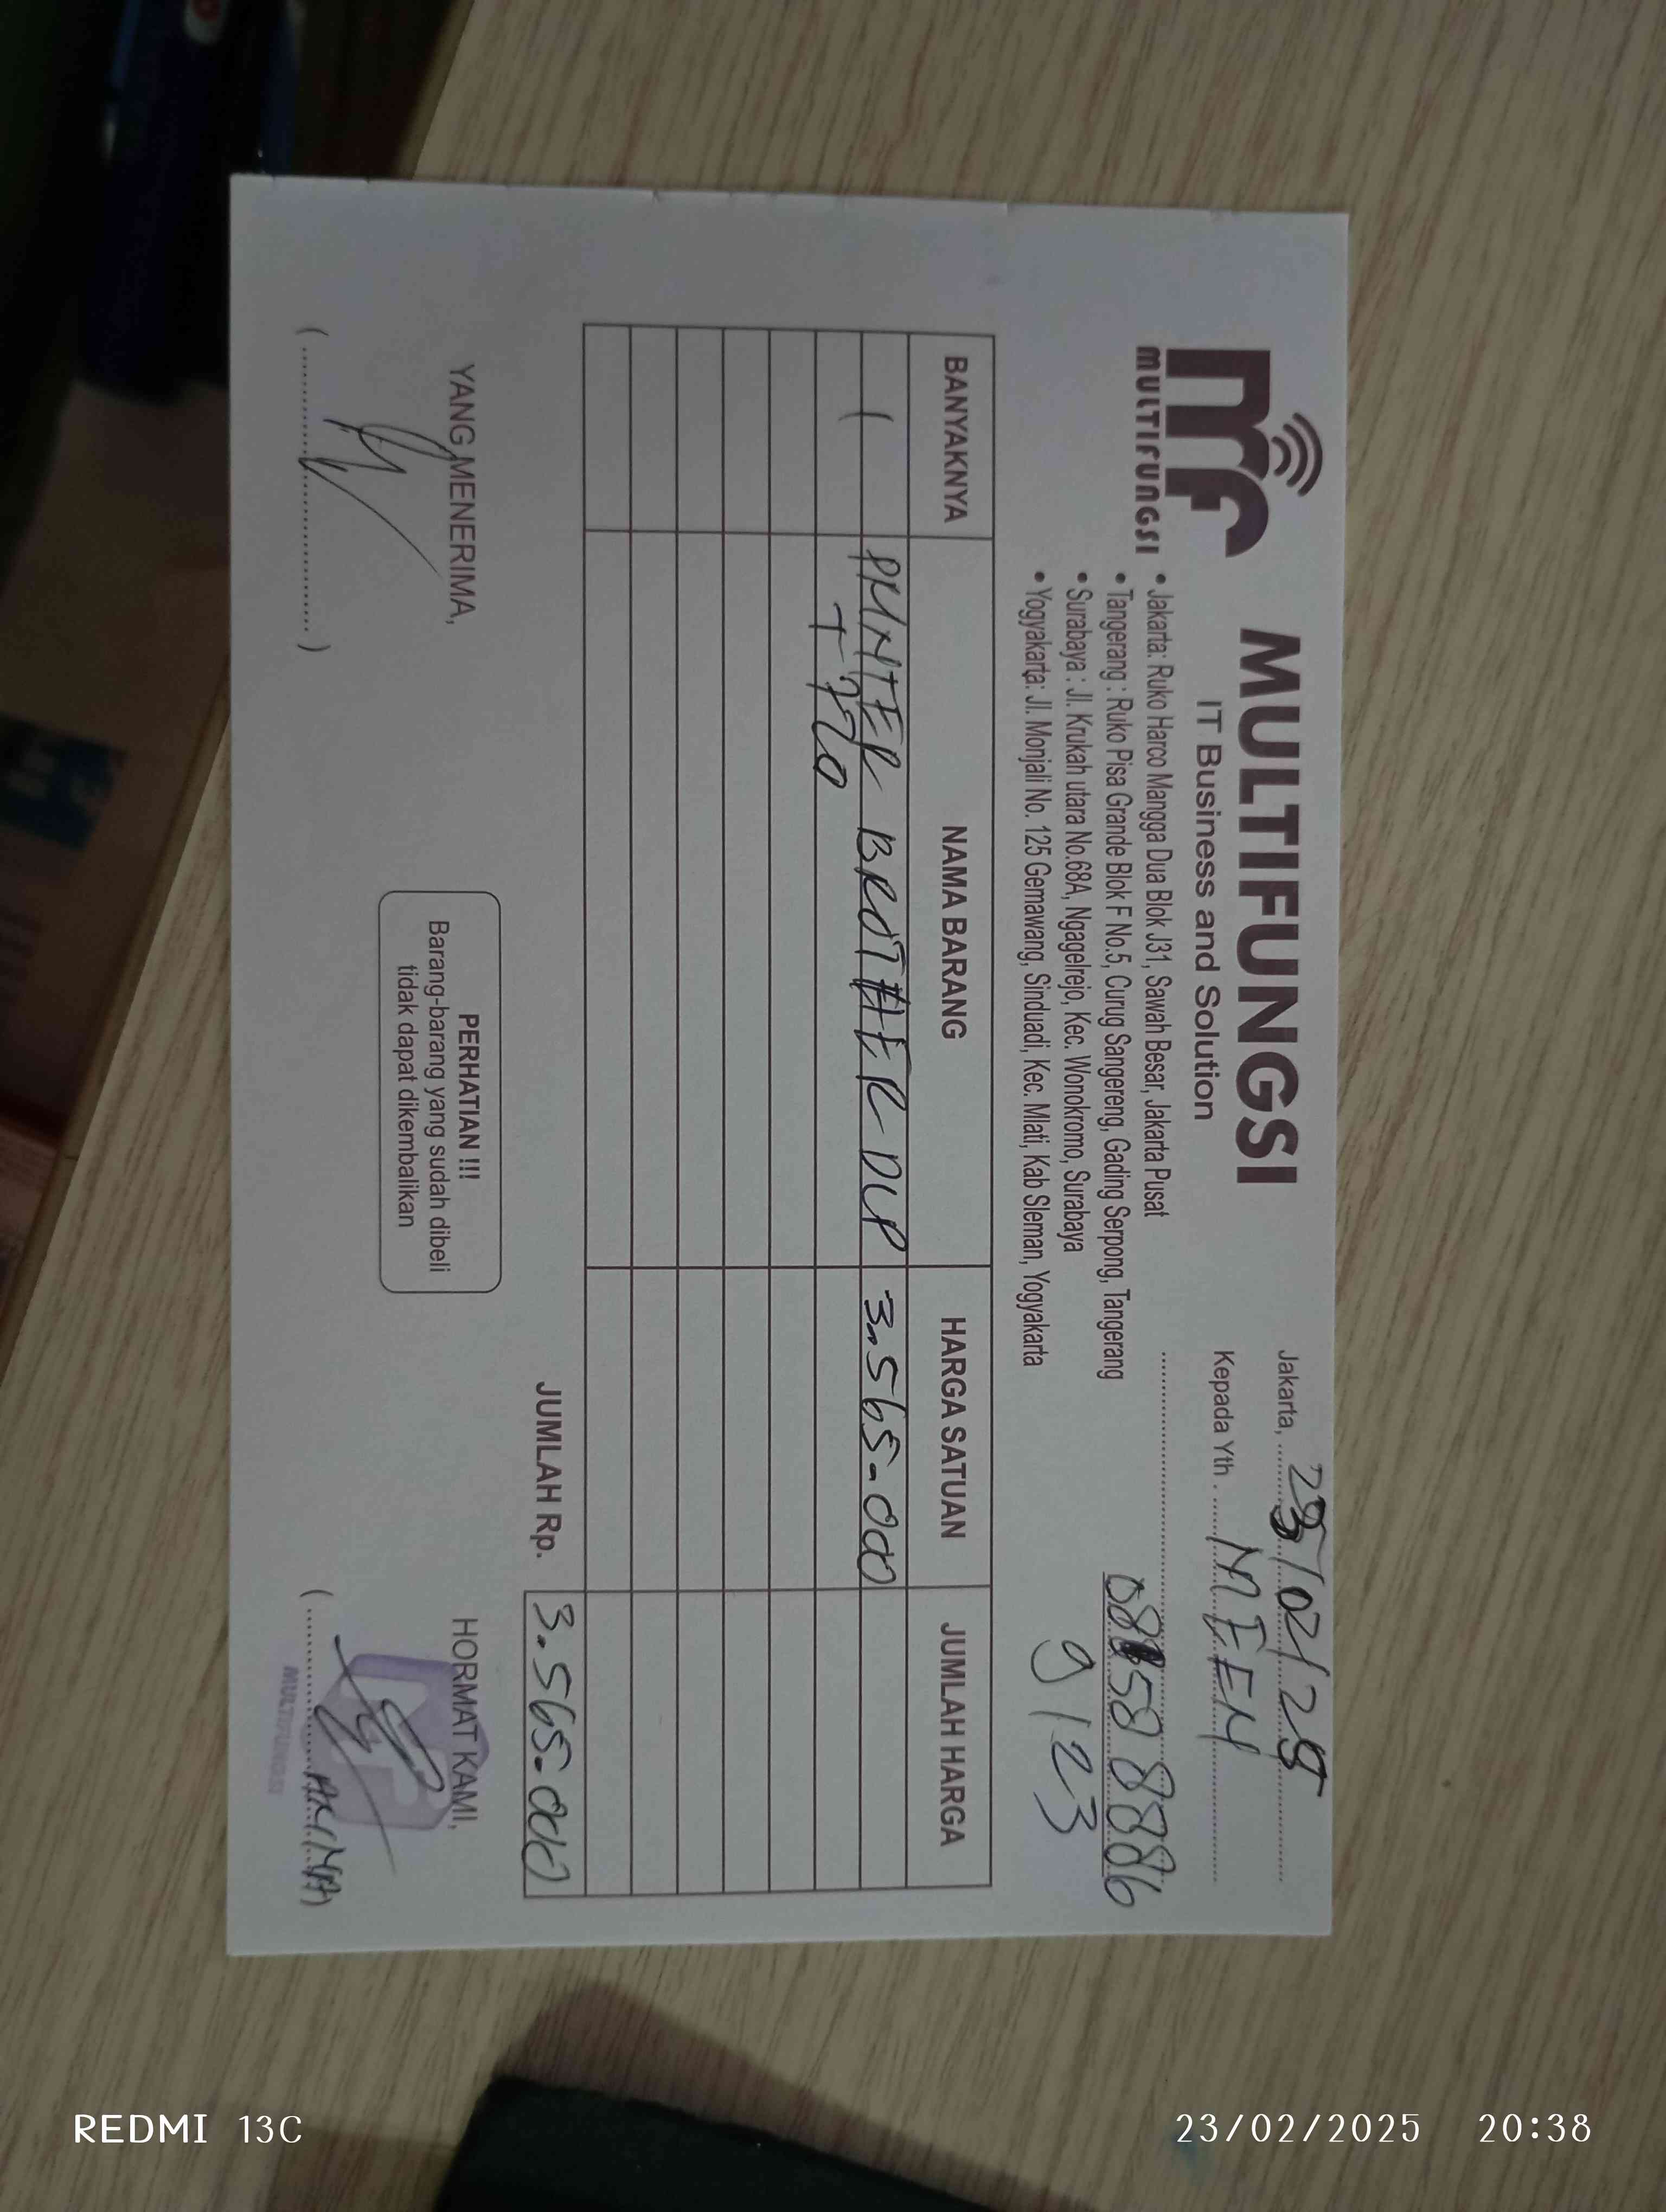 MULTIFUNGSI
MULTIFUNGSI
IT Business and Solution
• Jakarta: Ruko Harco Mangga Dua Blok J31, Sawah Besar, Jakarta Pusat
• Tangerang : Ruko Pisa Grande Blok F No.5, Curug Sangereng, Gading Serpong, Tangerang
• Surabaya : Jl. Krukah utara No.68A, Ngagelrejo, Kec. Wonokromo, Surabaya
• Yogyakarta: Jl. Monjali No. 125 Gemawang, Sinduadi, Kec. Mlati, Kab Sleman, Yogyakarta
Jakarta, /02/25
Kepada Yth .
9123
BANYAKNYA NAMA BARANG HARGA SATUAN JUMLAH HARGA
1 PRINTER BROTHER DCP 3.565.000
T 720
JUMLAH Rp. 3.565.000
YANG MENERIMA,
PERHATIAN !!!
Barang-barang yang sudah dibeli
tidak dapat dikembalikan
HORMAT KAMI,
MULTIFUNGSI
REDMI 13C
23/02/2025 20:38